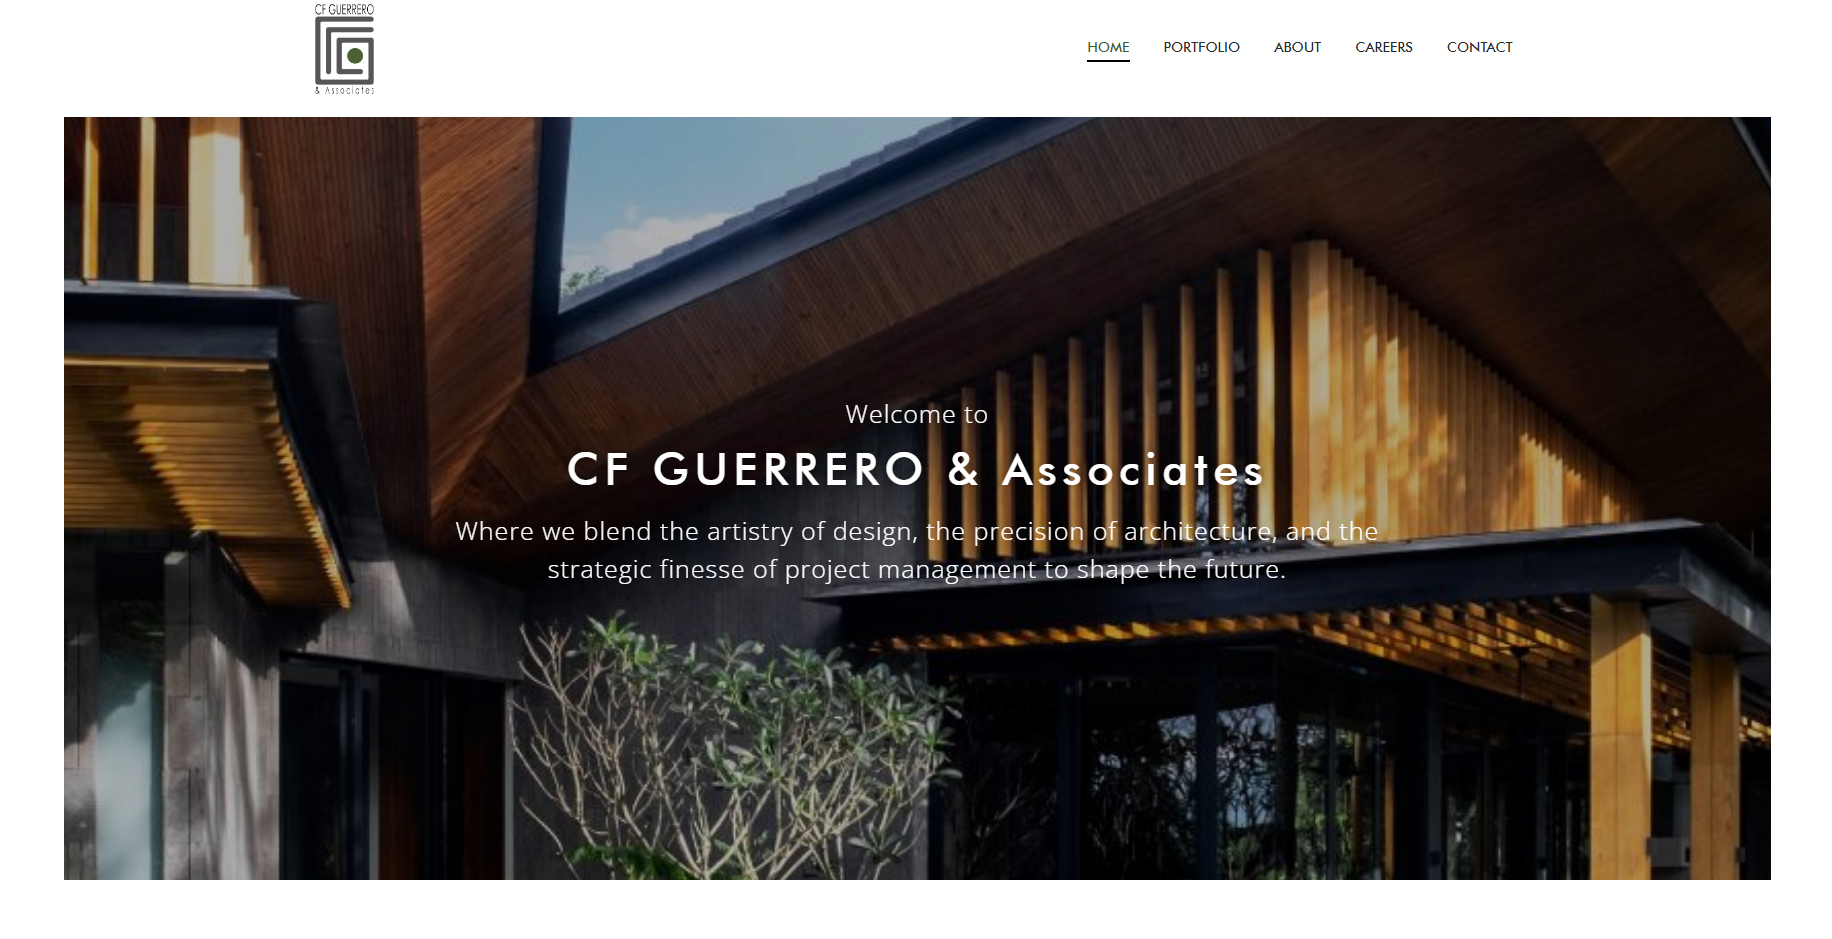 CF GUERRERO
& Associates
HOME PORTFOLIO ABOUT CAREERS CONTACT
Welcome to
CF GUERRERO & Associates
Where we blend the artistry of design, the precision of architecture, and the
strategic finesse of project management to shape the future.